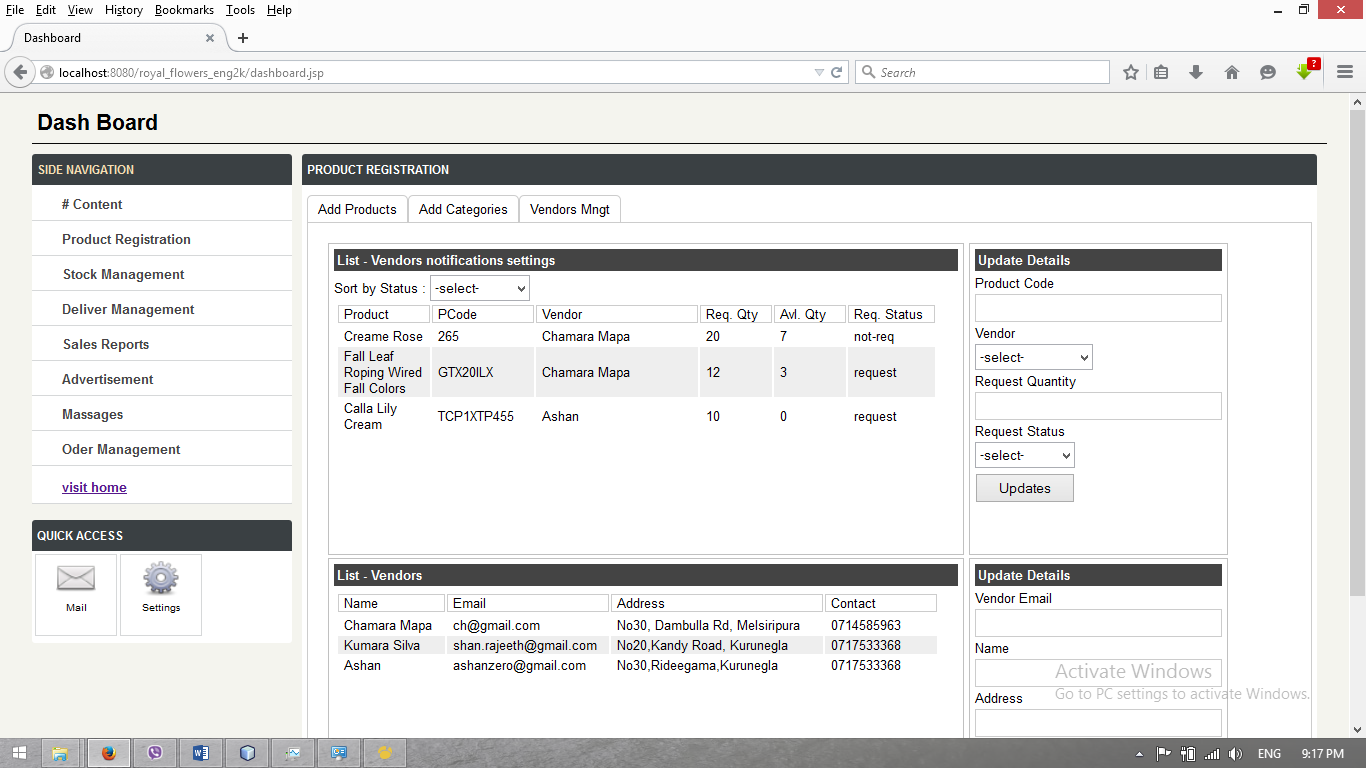 File Edit View History Bookmarks Tools Help
Dashboard
localhost:8080/royal_flowers_eng2k/dashboard.jsp
Search
?
Dash Board
SIDE NAVIGATION
# Content
Product Registration
Stock Management
Deliver Management
Sales Reports
Advertisement
Massages
Oder Management
visit home
QUICK ACCESS
Mail Settings
PRODUCT REGISTRATION
Add Products Add Categories Vendors Mngt
List - Vendors notifications settings
Sort by Status : -select-
Product PCode Vendor Req. Qty Avl. Qty Req. Status
Creame Rose 265 Chamara Mapa 20 7 not-req
Fall Leaf
Roping Wired GTX20ILX Chamara Mapa 12 3 request
Fall Colors
Calla Lily
Cream TCP1XTP455 Ashan 10 0 request
Update Details
Product Code
Vendor
-select-
Request Quantity
Request Status
-select-
Updates
List - Vendors
Name Email Address Contact
Chamara Mapa ch@gmail.com No30, Dambulla Rd, Melsiripura 0714585963
Kumara Silva shan.rajeeth@gmail.com No20,Kandy Road, Kurunegla 0717533368
Ashan ashanzero@gmail.com No30,Rideegama,Kurunegla 0717533368
Update Details
Vendor Email
Name
Address
Activate Windows
Go to PC settings to activate Windows.
ENG 9:17 PM